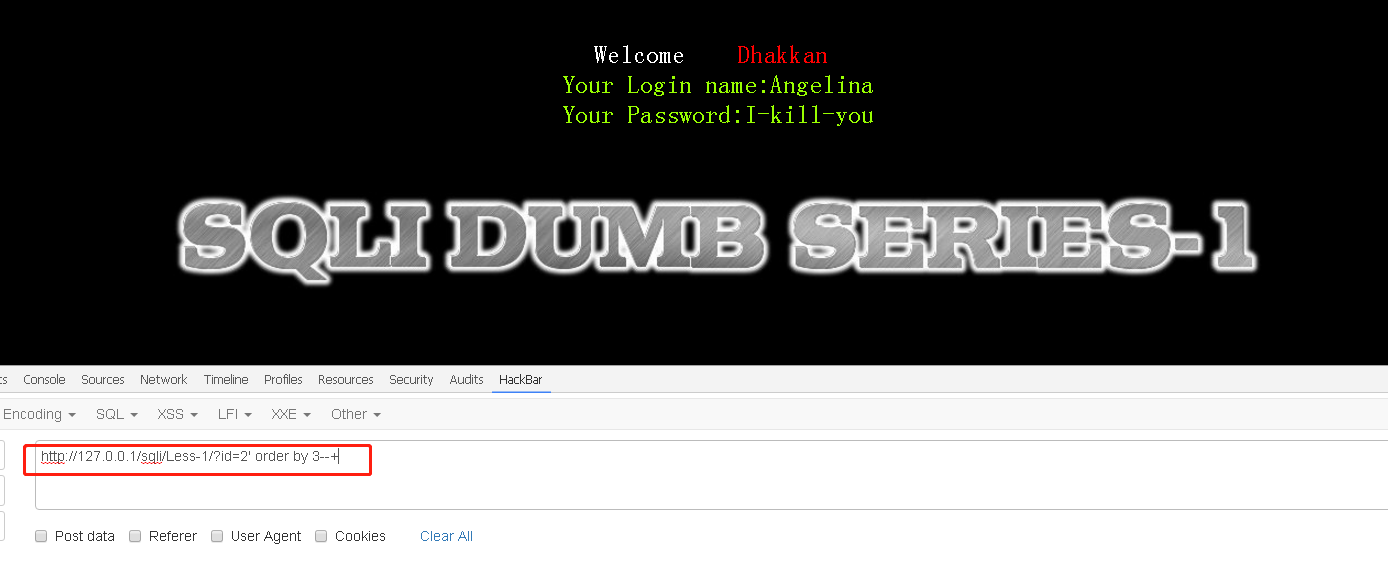 Welcome Dhakkan
Your Login name:Angelina
Your Password:I-kill-you
SQLI DUMB SERIES-1
Console Sources Network Timeline Profiles Resources Security Audits HackBar
Encoding SQL XSS LFI XXE Other
http://127.0.0.1/sqli/Less-1/?id=2' order by 3--+
Post data Referer User Agent Cookies Clear All